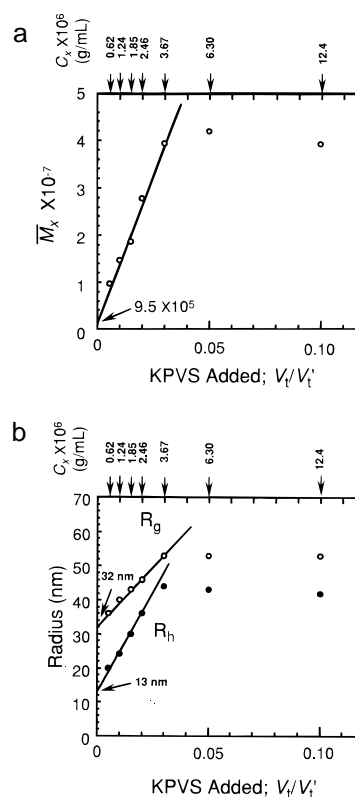 a
C_x X10^6 (g/mL)
0.62 1.24 1.85 2.46 3.67 6.30 12.4
5
4
3
2
1
0
M̅_x X10^-7
9.5 X10^5
0 0.05 0.10
KPVS Added; V_t/V_t'
b
C_x X10^6 (g/mL)
0.62 1.24 1.85 2.46 3.67 6.30 12.4
70
60
50
40
30
20
10
0
Radius (nm)
R_g
32 nm
R_h
13 nm
0 0.05 0.10
KPVS Added; V_t/V_t'